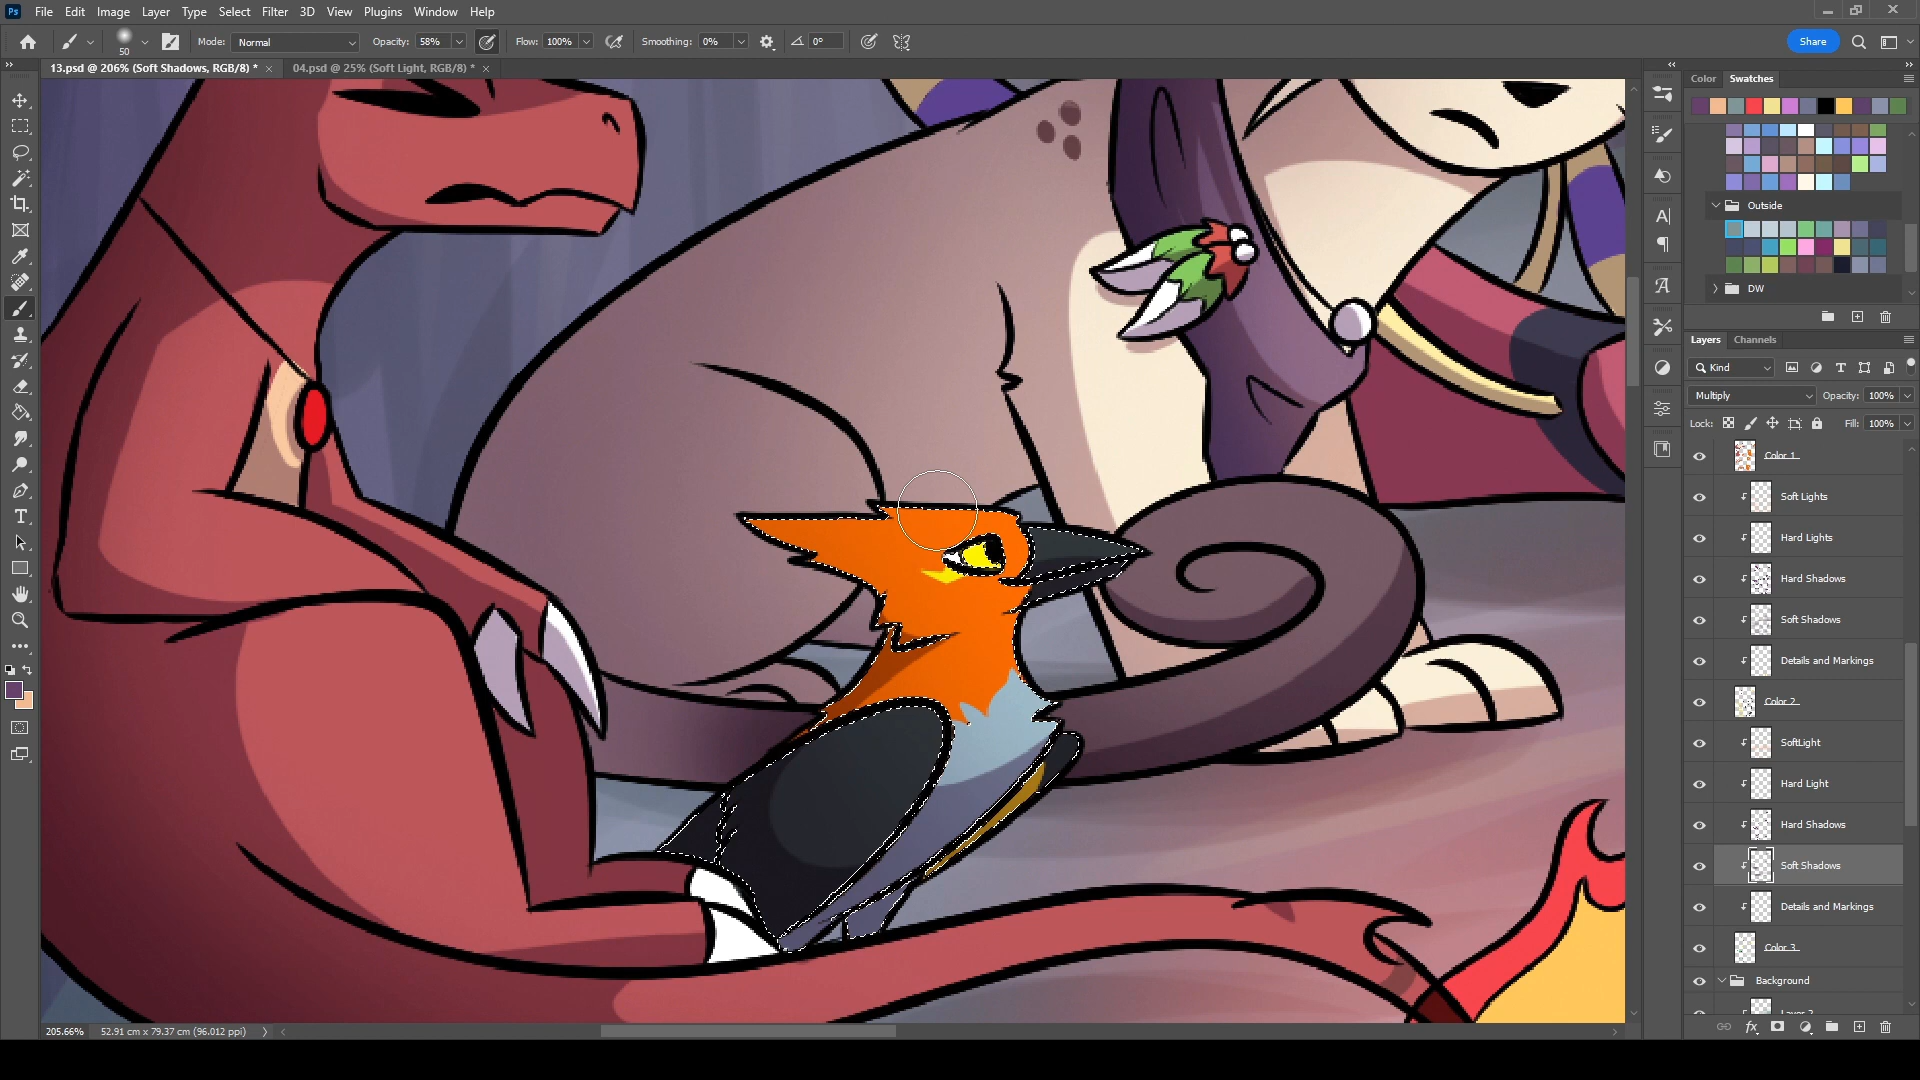 Ps File Edit Image Layer Type Select Filter 3D View Plugins Window Help
50 Mode: Normal Opacity: 58% Flow: 100% Smoothing: 0% 0° Share
13.psd @ 206% (Soft Shadows, RGB/8) * × 04.psd @ 25% (Soft Light, RGB/8) * ×
Color Swatches
Outside
DW
Layers Channels
Kind
Multiply Opacity: 100%
Lock: Fill: 100%
Color 1
Soft Lights
Hard Lights
Hard Shadows
Soft Shadows
Details and Markings
Color 2
SoftLight
Hard Light
Hard Shadows
Soft Shadows
Details and Markings
Color 3
Background
Layer 2
205.66% 52.91 cm x 79.37 cm (96.012 ppi)